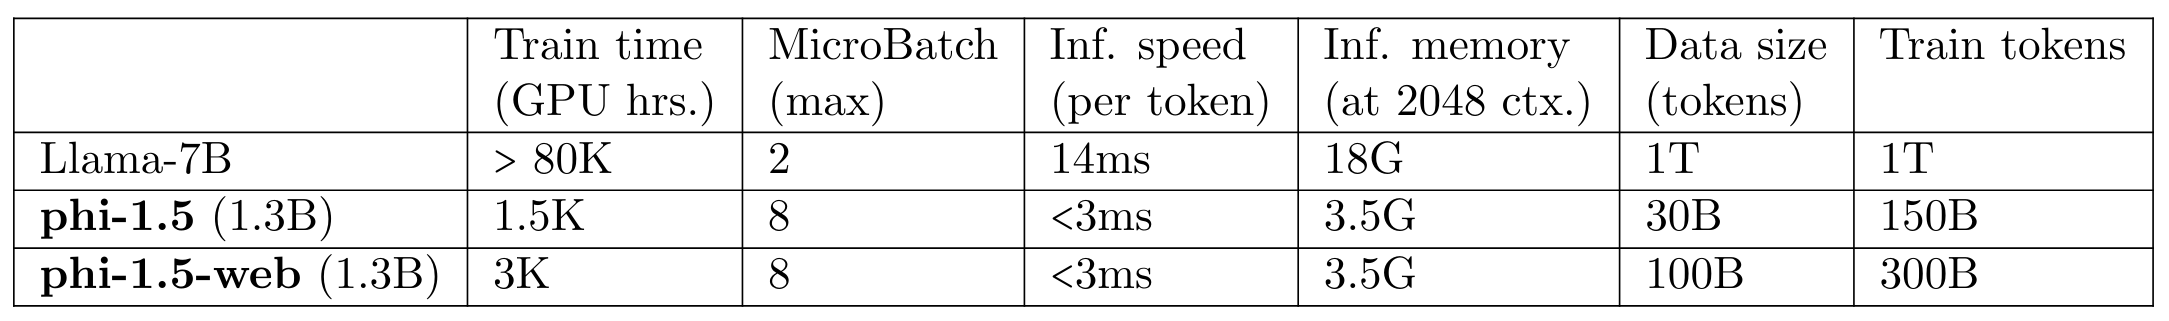 Train time MicroBatch Inf. speed Inf. memory Data size Train tokens
(GPU hrs.) (max) (per token) (at 2048 ctx.) (tokens)
Llama-7B > 80K 2 14ms 18G 1T 1T
phi-1.5 (1.3B) 1.5K 8 <3ms 3.5G 30B 150B
phi-1.5-web (1.3B) 3K 8 <3ms 3.5G 100B 300B